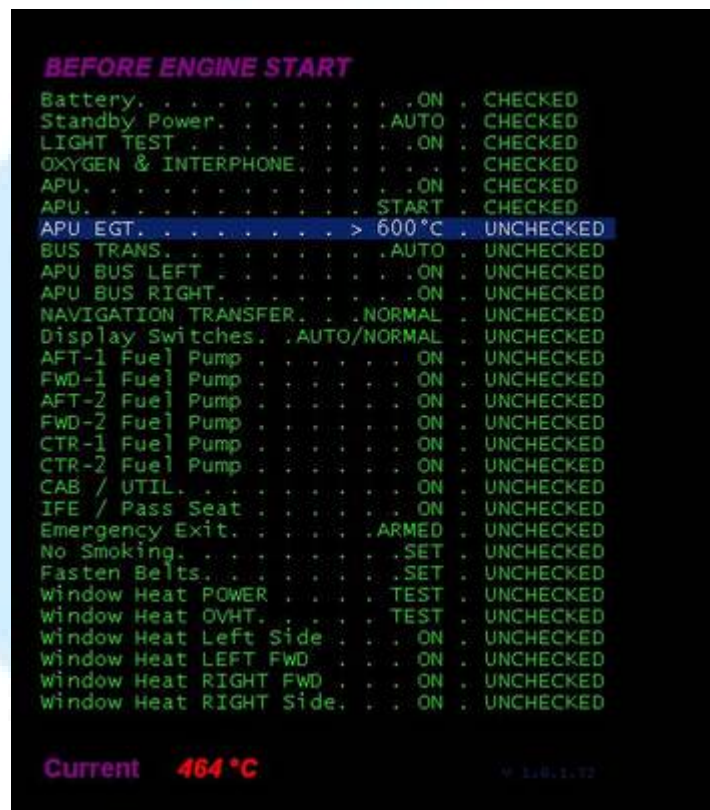 BEFORE ENGINE START
Battery. . . . . . . . . . . .ON . CHECKED
Standby Power. . . . . . . .AUTO . CHECKED
LIGHT TEST . . . . . . . . . .ON . CHECKED
OXYGEN & INTERPHONE. . . . . . . CHECKED
APU. . . . . . . . . . . . . .ON . CHECKED
APU. . . . . . . . . . . . START . CHECKED
APU EGT. . . . . . . . . > 600°C . UNCHECKED
BUS TRANS. . . . . . . . . .AUTO . UNCHECKED
APU BUS LEFT . . . . . . . . .ON . UNCHECKED
APU BUS RIGHT. . . . . . . . .ON . UNCHECKED
NAVIGATION TRANSFER. . .NORMAL . UNCHECKED
Display Switches. .AUTO/NORMAL . UNCHECKED
AFT-1 Fuel Pump . . . . . . ON . UNCHECKED
FWD-1 Fuel Pump . . . . . . ON . UNCHECKED
AFT-2 Fuel Pump . . . . . . ON . UNCHECKED
FWD-2 Fuel Pump . . . . . . ON . UNCHECKED
CTR-1 Fuel Pump . . . . . . ON . UNCHECKED
CTR-2 Fuel Pump . . . . . . ON . UNCHECKED
CAB / UTIL. . . . . . . . . ON . UNCHECKED
IFE / Pass Seat . . . . . . ON . UNCHECKED
Emergency Exit. . . . . .ARMED . UNCHECKED
No Smoking. . . . . . . . .SET . UNCHECKED
Fasten Belts. . . . . . . .SET . UNCHECKED
Window Heat POWER . . . . TEST . UNCHECKED
Window Heat OVHT. . . . . TEST . UNCHECKED
Window Heat Left Side . . . ON . UNCHECKED
Window Heat LEFT FWD . . . ON . UNCHECKED
Window Heat RIGHT FWD . . . ON . UNCHECKED
Window Heat RIGHT Side. . . ON . UNCHECKED
Current 464°C